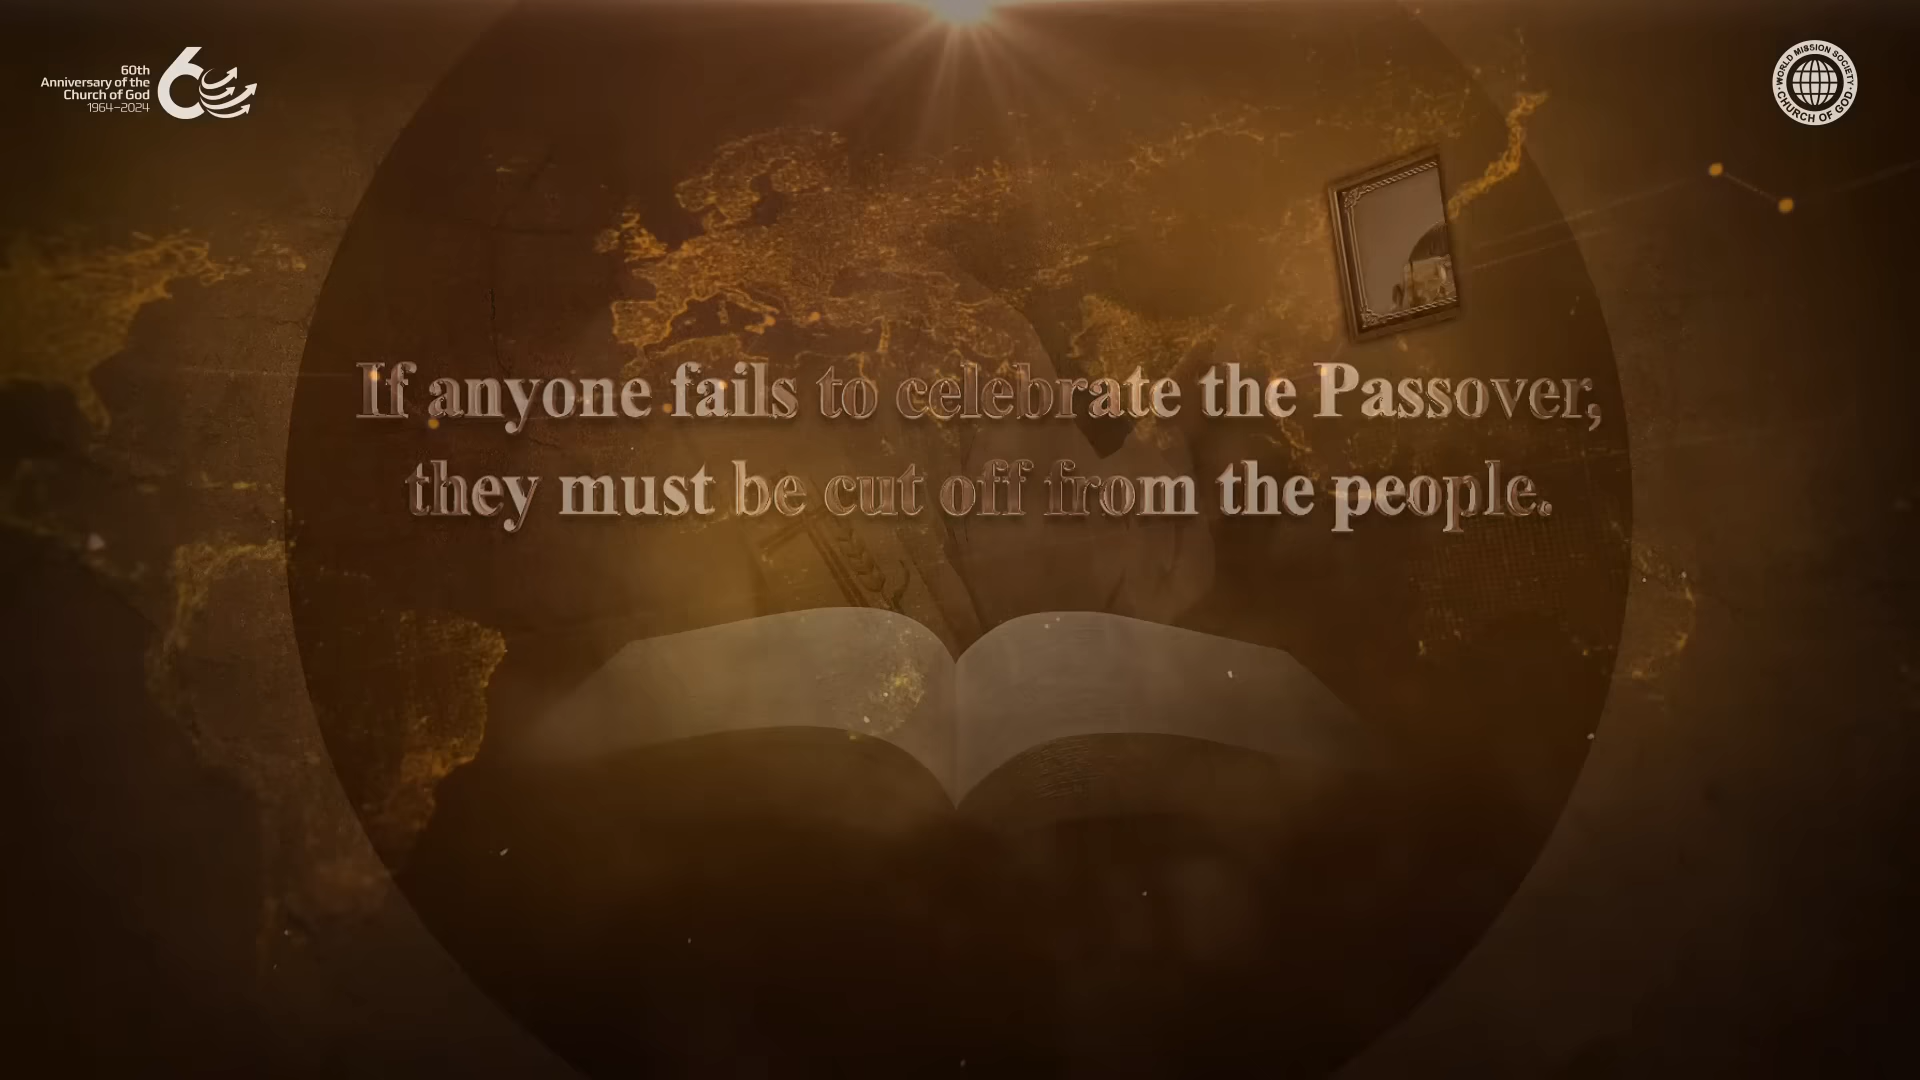 60th
Anniversary of the
Church of God
1964–2024
WORLD MISSION SOCIETY
CHURCH OF GOD
If anyone fails to celebrate the Passover,
they must be cut off from the people.